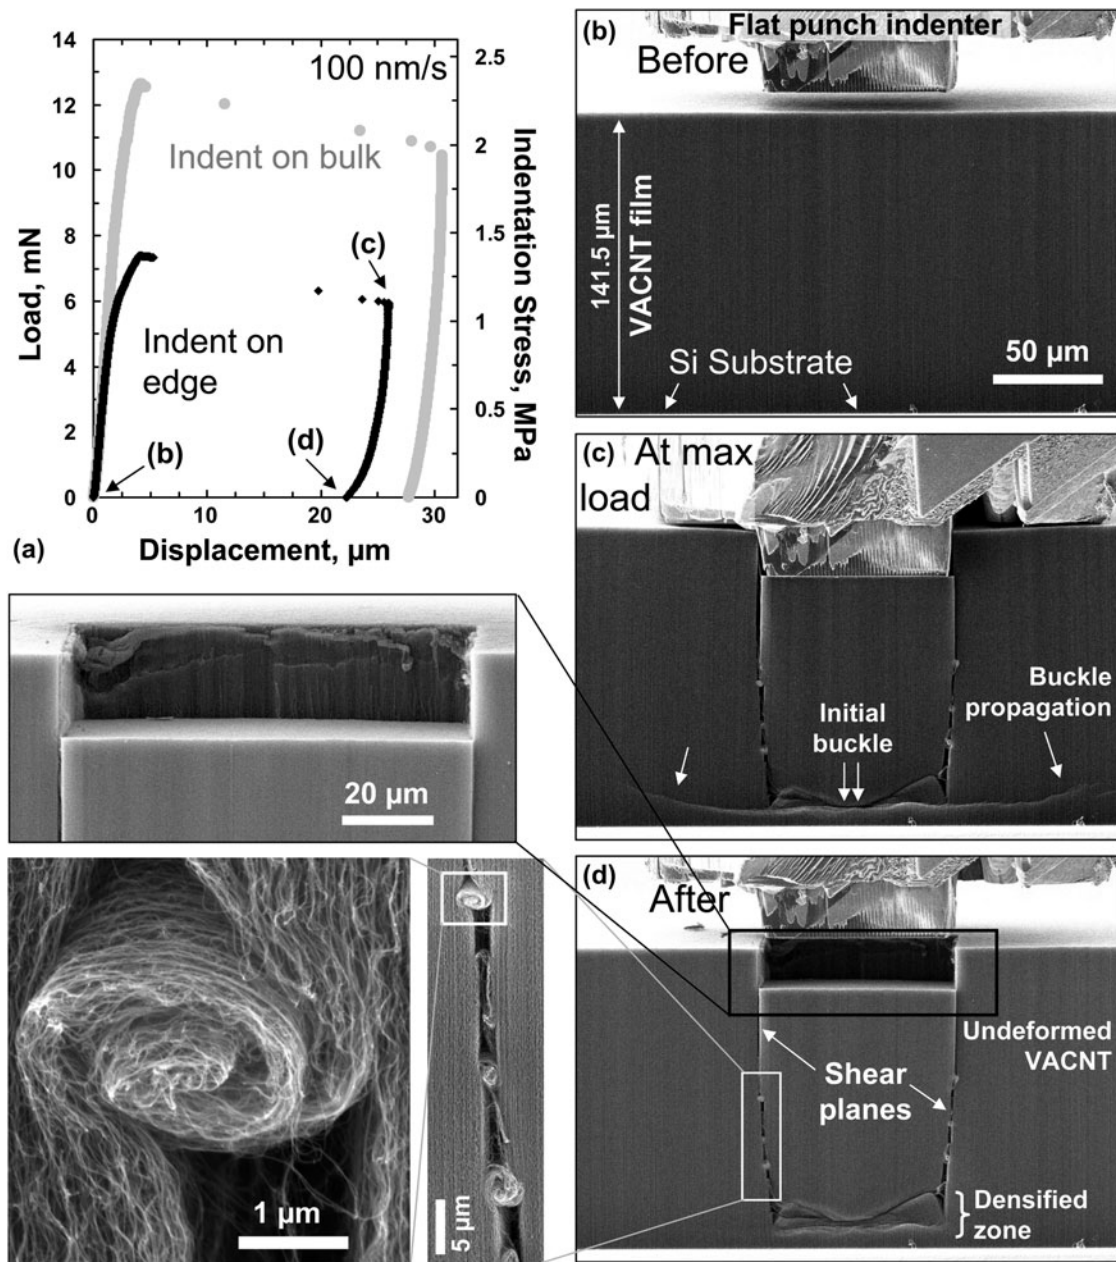 14
12
10
8
6
4
2
0
Load, mN
100 nm/s
Indent on bulk
(c)
Indent on
edge
(b)
(d)
2.5
2
1.5
1
0.5
0
Indentation Stress, MPa
0
10
20
30
(a)
Displacement, µm
(b)
Flat punch indenter
Before
141.5 µm
VACNT film
Si Substrate
50 µm
(c)
At max
load
Initial
buckle
Buckle
propagation
20 µm
(d)
After
Undeformed
VACNT
Shear
planes
Densified
zone
1 µm
5 µm